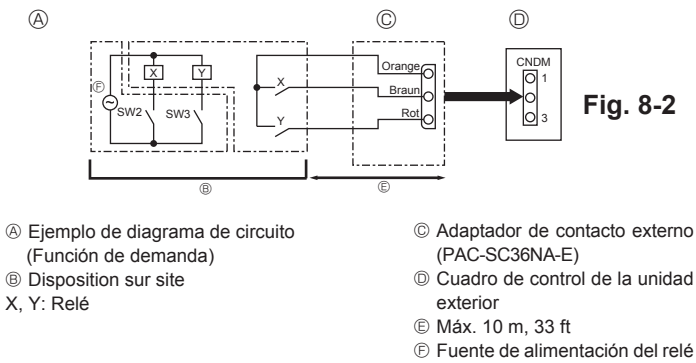 Ⓐ Ⓒ Ⓓ
CNDM
Orange 1
X Y
Ⓕ X Braun
SW2 SW3 Fig. 8-2
Y Rot 3
Ⓑ Ⓔ
Ⓐ Ejemplo de diagrama de circuito
(Función de demanda)
Ⓑ Disposition sur site
X, Y: Relé
Ⓒ Adaptador de contacto externo
(PAC-SC36NA-E)
Ⓓ Cuadro de control de la unidad
exterior
Ⓔ Máx. 10 m, 33 ft
Ⓕ Fuente de alimentación del relé